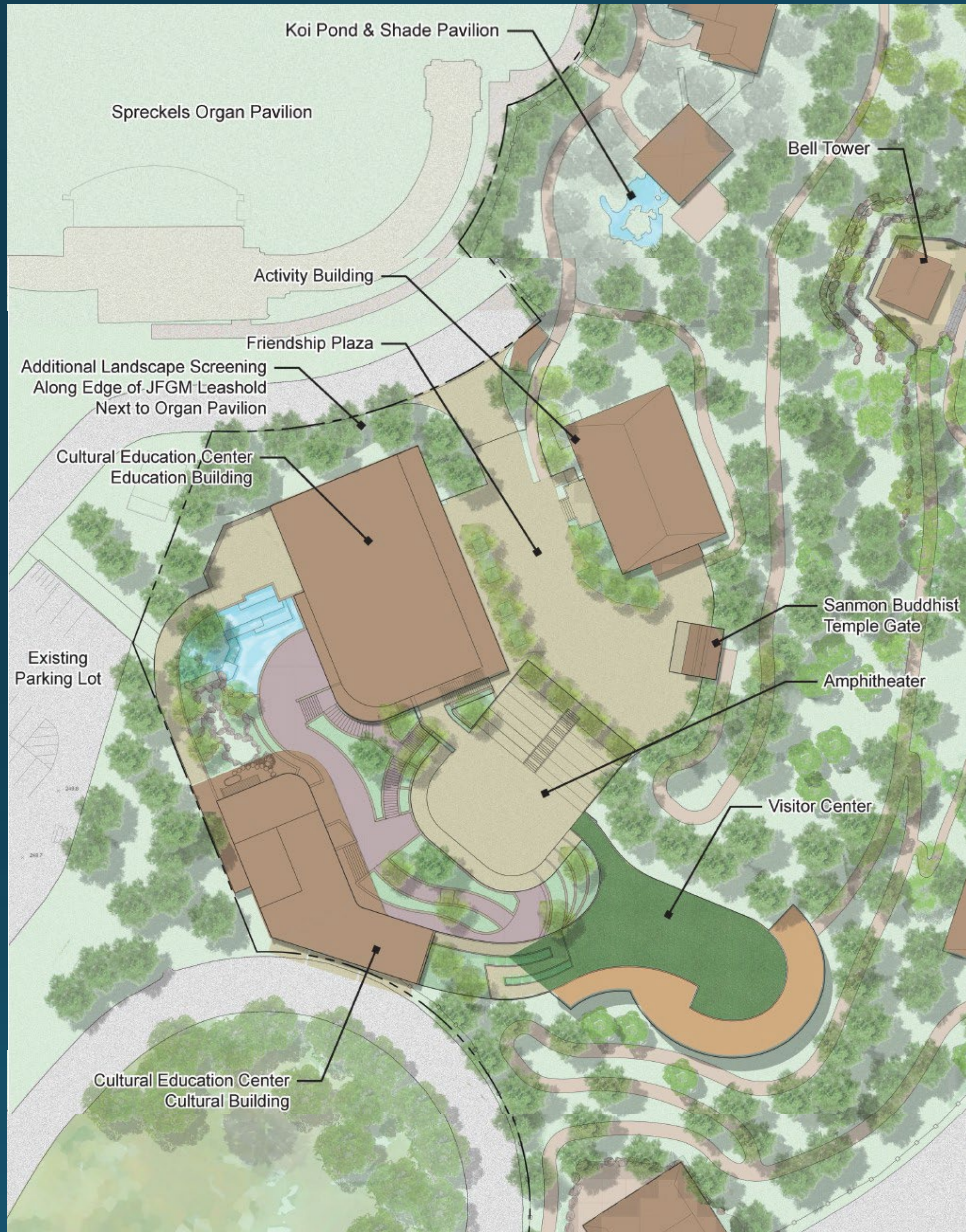 Koi Pond & Shade Pavilion
Spreckels Organ Pavilion
Bell Tower
Activity Building
Friendship Plaza
Additional Landscape Screening
Along Edge of JFGM Leashold
Next to Organ Pavilion
Cultural Education Center
Education Building
Sanmon Buddhist
Temple Gate
Existing
Parking Lot
Amphitheater
Visitor Center
Cultural Education Center
Cultural Building